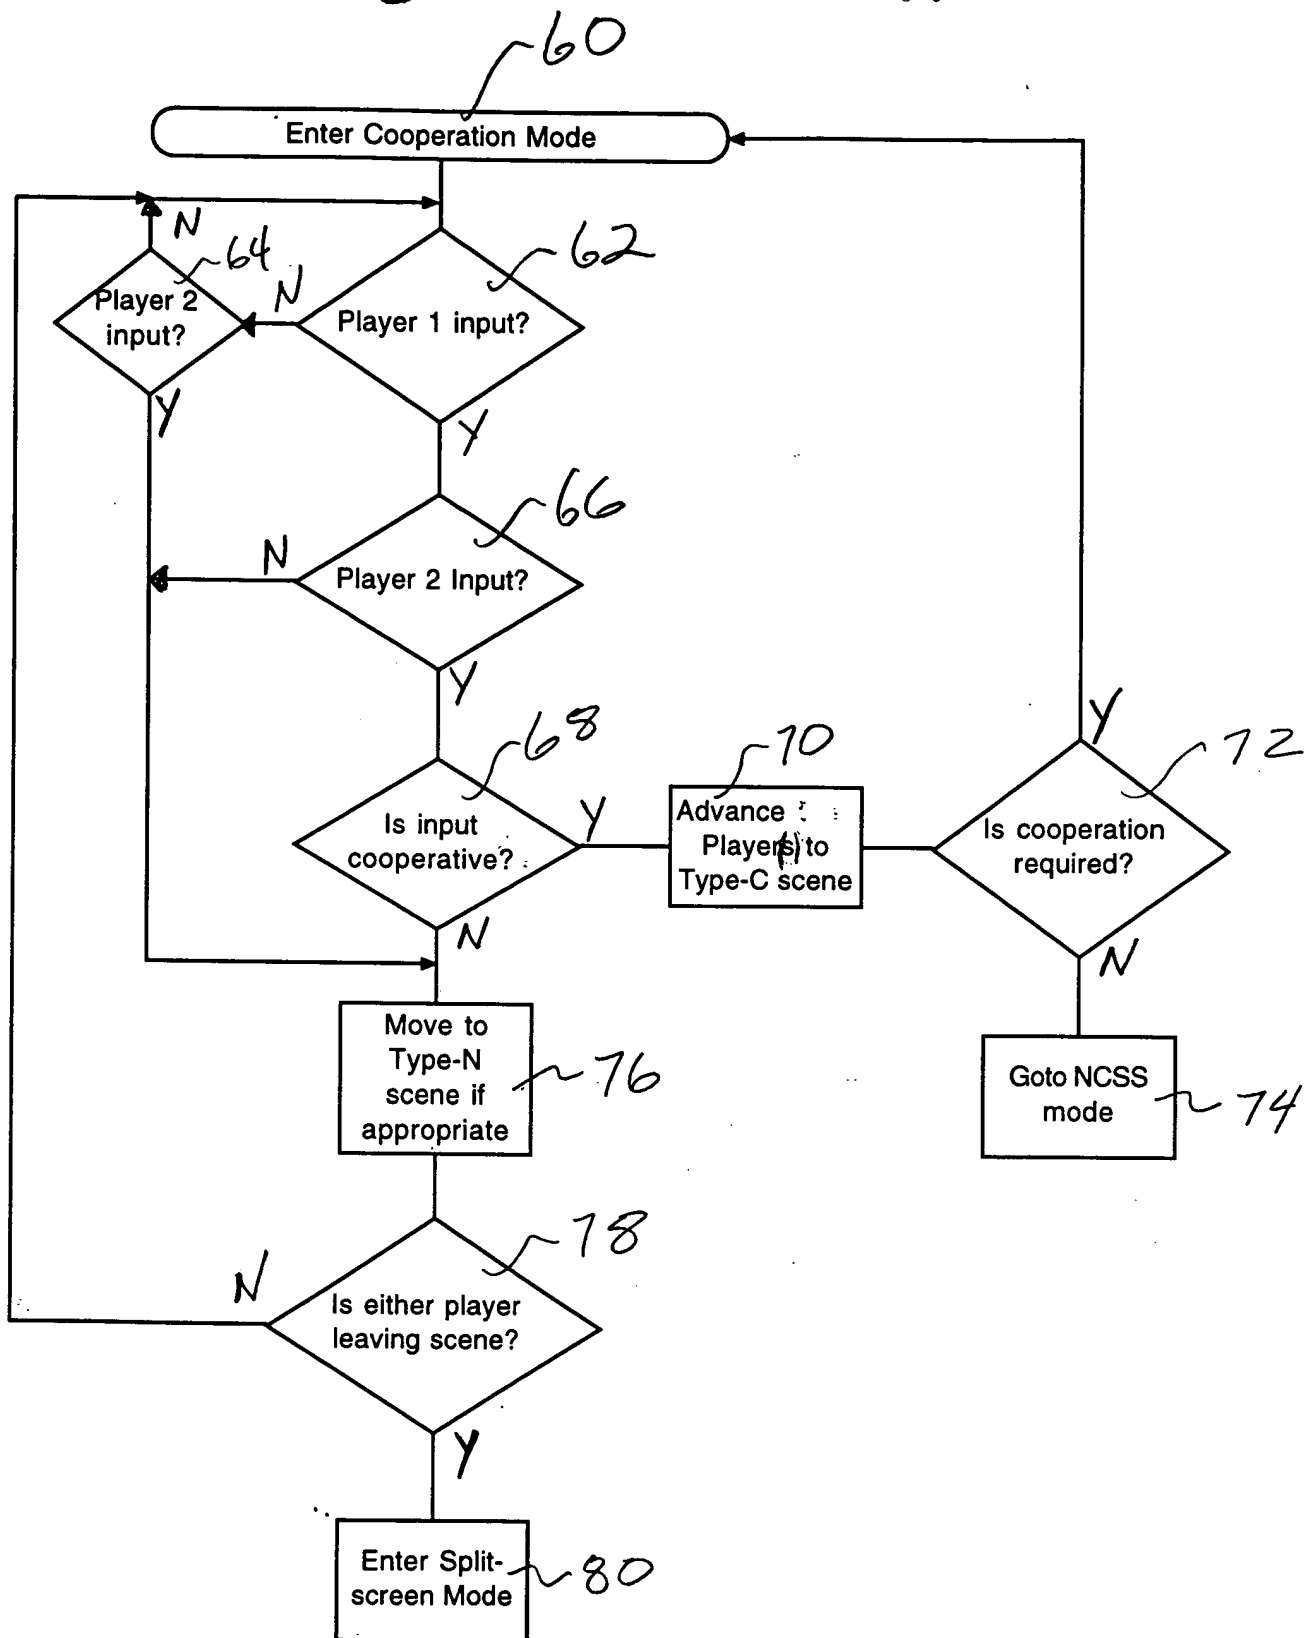 60
Enter Cooperation Mode
N
64
62
N
Player 2
input?
Player 1 input?
Y
Y
66
N
Player 2 Input?
Y
68
Is input
cooperative?
Y
70
Advance
Player(s) to
Type-C scene
Y
72
Is cooperation
required?
N
N
Move to
Type-N
scene if
appropriate
76
Goto NCSS
mode
74
78
N
Is either player
leaving scene?
Y
Enter Split-
screen Mode
80